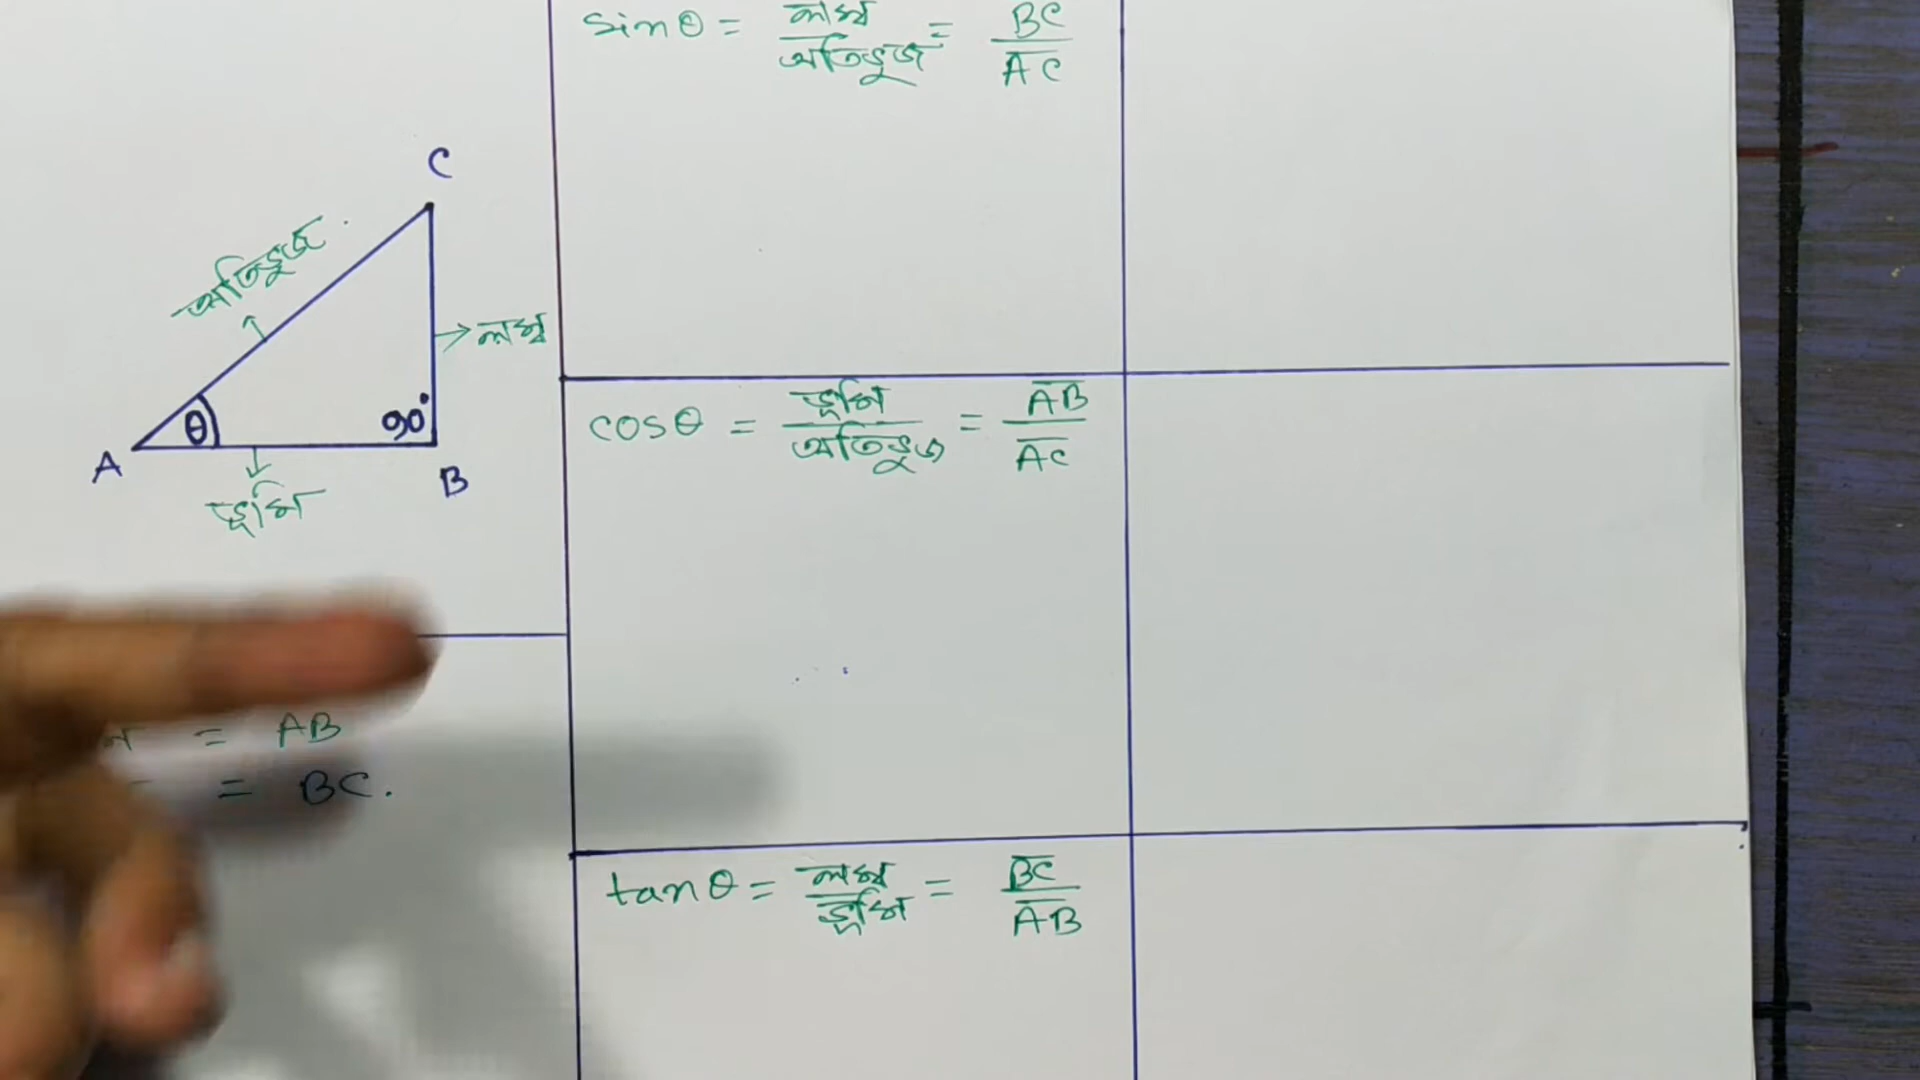 sinθ = লম্ব / অতিভুজ = BC / AC
C
অতিভুজ
লম্ব
θ
90°
A
B
ভূমি
cosθ = ভূমি / অতিভুজ = AB / AC
= AB
= BC.
tanθ = লম্ব / ভূমি = BC / AB